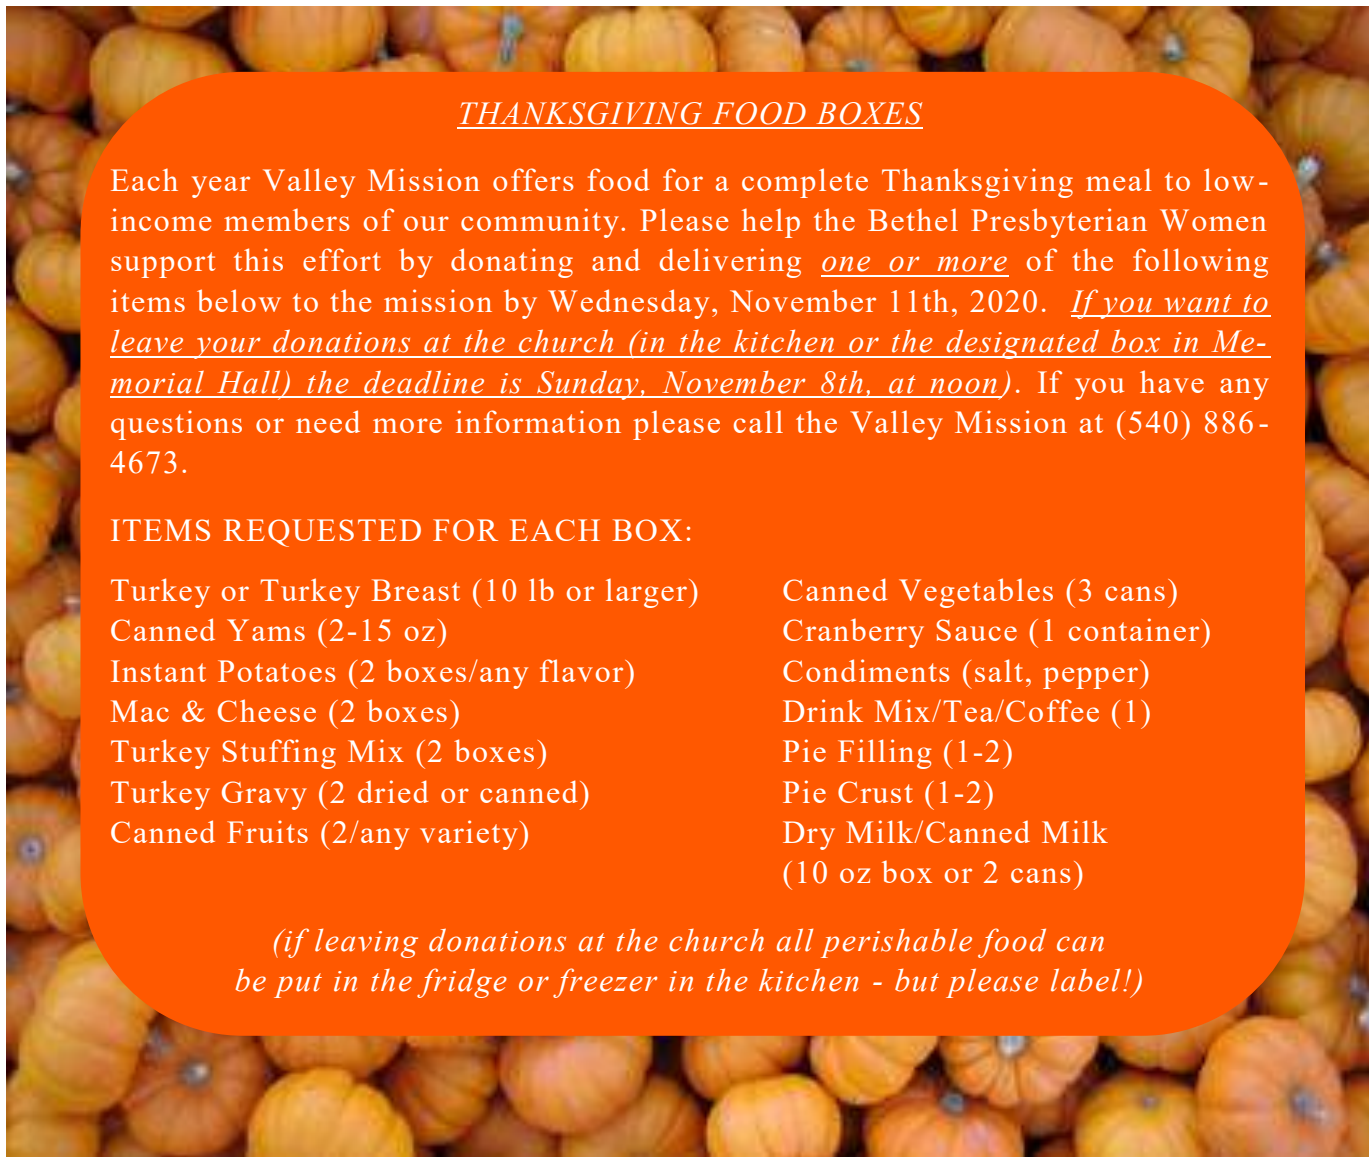 THANKSGIVING FOOD BOXES
Each year Valley Mission offers food for a complete Thanksgiving meal to low-
income members of our community. Please help the Bethel Presbyterian Women
support this effort by donating and delivering one or more of the following
items below to the mission by Wednesday, November 11th, 2020. If you want to
leave your donations at the church (in the kitchen or the designated box in Me-
morial Hall) the deadline is Sunday, November 8th, at noon). If you have any
questions or need more information please call the Valley Mission at (540) 886-
4673.
ITEMS REQUESTED FOR EACH BOX:
Turkey or Turkey Breast (10 lb or larger)
Canned Yams (2-15 oz)
Instant Potatoes (2 boxes/any flavor)
Mac & Cheese (2 boxes)
Turkey Stuffing Mix (2 boxes)
Turkey Gravy (2 dried or canned)
Canned Fruits (2/any variety)
Canned Vegetables (3 cans)
Cranberry Sauce (1 container)
Condiments (salt, pepper)
Drink Mix/Tea/Coffee (1)
Pie Filling (1-2)
Pie Crust (1-2)
Dry Milk/Canned Milk
(10 oz box or 2 cans)
(if leaving donations at the church all perishable food can
be put in the fridge or freezer in the kitchen - but please label!)